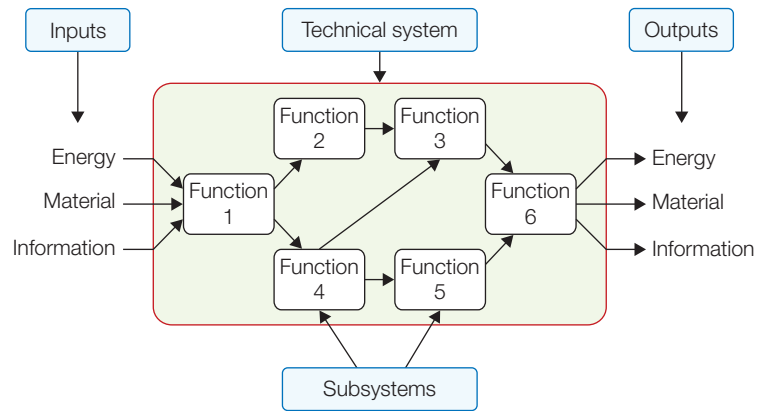 Inputs
Technical system
Outputs
Function
2
Function
3
Energy
Energy
Material
Function
1
Function
6
Material
Information
Information
Function
4
Function
5
Subsystems